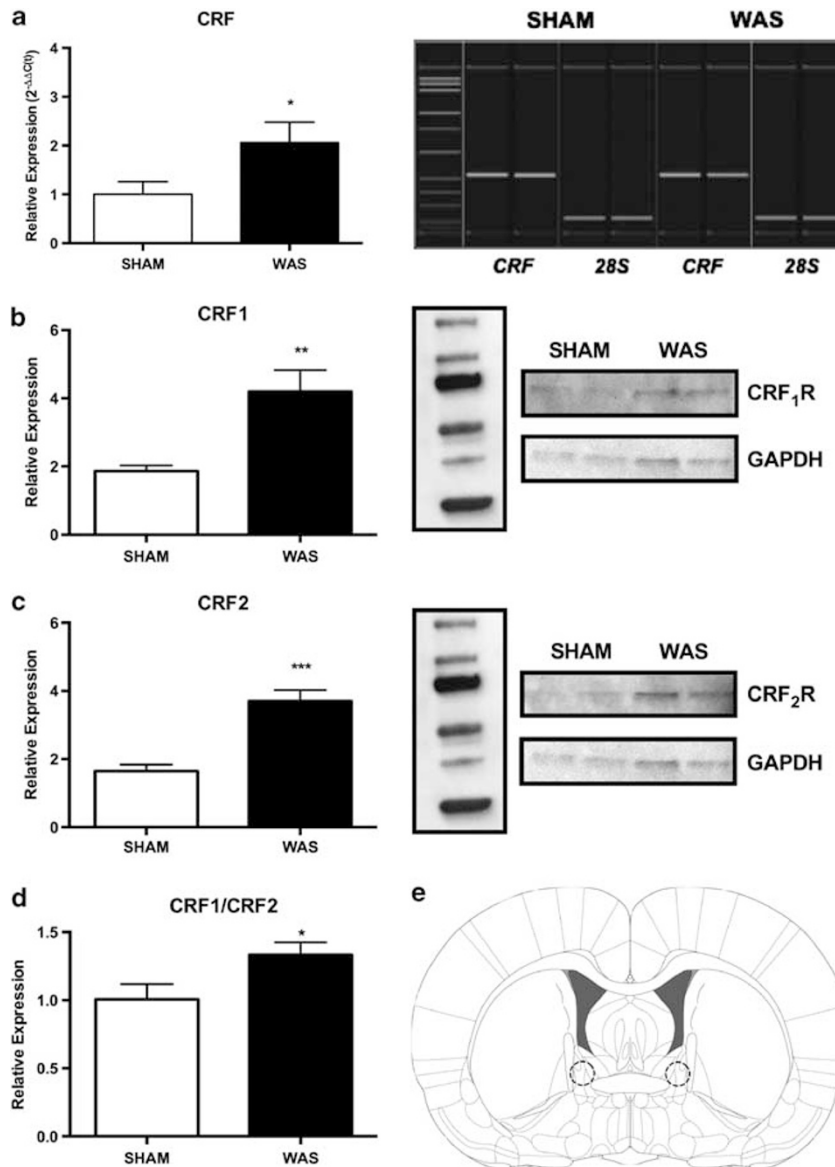 a
CRF
Relative Expression (2^-ΔΔC(t))
4
3
2
1
0
*
SHAM
WAS
SHAM WAS
CRF 28S CRF 28S
b
CRF1
Relative Expression
6
4
2
0
**
SHAM
WAS
SHAM WAS
CRF₁R
GAPDH
c
CRF2
Relative Expression
6
4
2
0
***
SHAM
WAS
SHAM WAS
CRF₂R
GAPDH
d
CRF1/CRF2
Relative Expression
1.5
1.0
0.5
0.0
*
SHAM
WAS
e